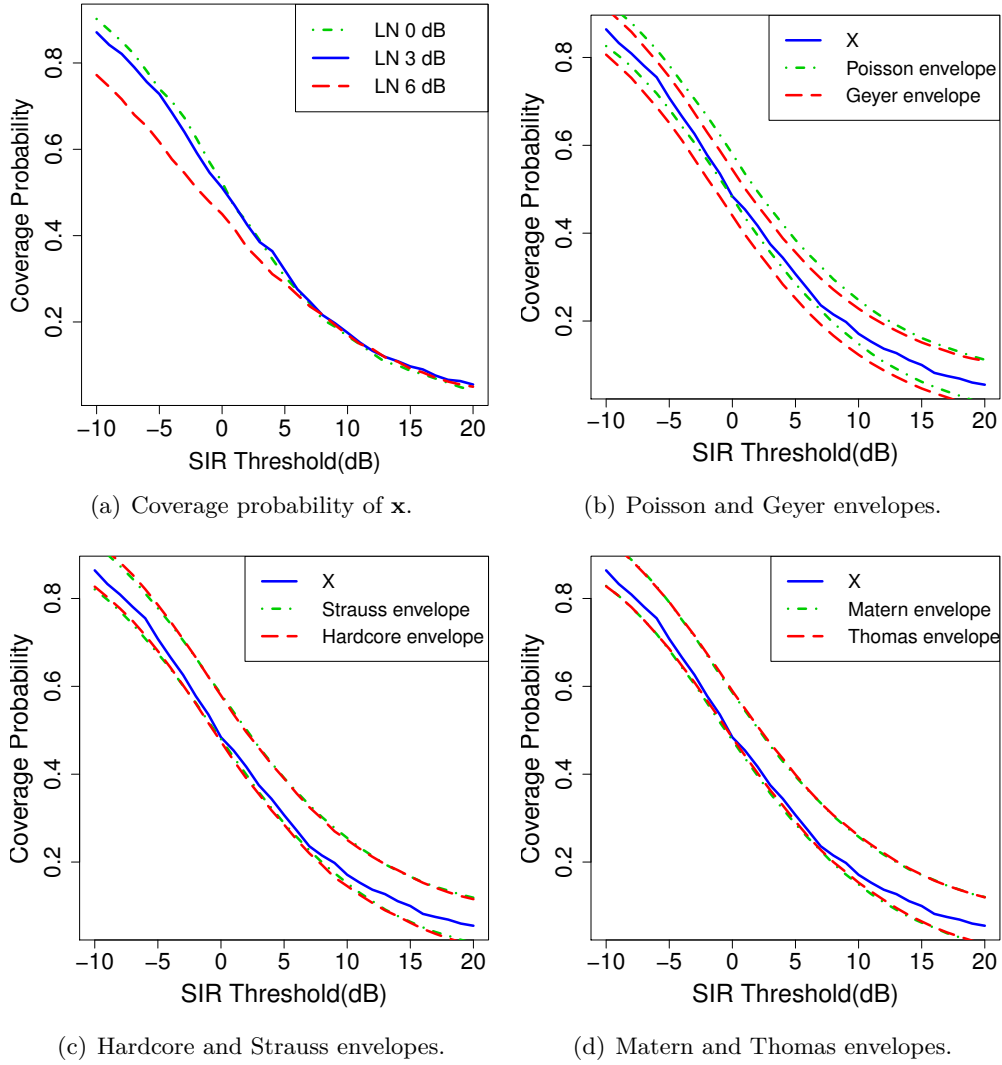 LN 0 dB
LN 3 dB
LN 6 dB
Coverage Probability
0.2 0.4 0.6 0.8
−10 −5 0 5 10 15 20
SIR Threshold(dB)
(a) Coverage probability of x.
X
Poisson envelope
Geyer envelope
Coverage Probability
0.2 0.4 0.6 0.8
−10 −5 0 5 10 15 20
SIR Threshold(dB)
(b) Poisson and Geyer envelopes.
X
Strauss envelope
Hardcore envelope
Coverage Probability
0.2 0.4 0.6 0.8
−10 −5 0 5 10 15 20
SIR Threshold(dB)
(c) Hardcore and Strauss envelopes.
X
Matern envelope
Thomas envelope
Coverage Probability
0.2 0.4 0.6 0.8
−10 −5 0 5 10 15 20
SIR Threshold(dB)
(d) Matern and Thomas envelopes.